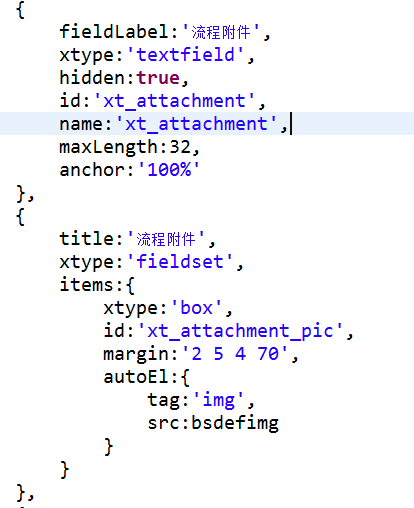 {
    fieldLabel:'流程附件',
    xtype:'textfield',
    hidden:true,
    id:'xt_attachment',
    name:'xt_attachment',
    maxLength:32,
    anchor:'100%'
},
{
    title:'流程附件',
    xtype:'fieldset',
    items:{
        xtype:'box',
        id:'xt_attachment_pic',
        margin:'2 5 4 70',
        autoEl:{
            tag:'img',
            src:bsdefimg
        }
    }
},